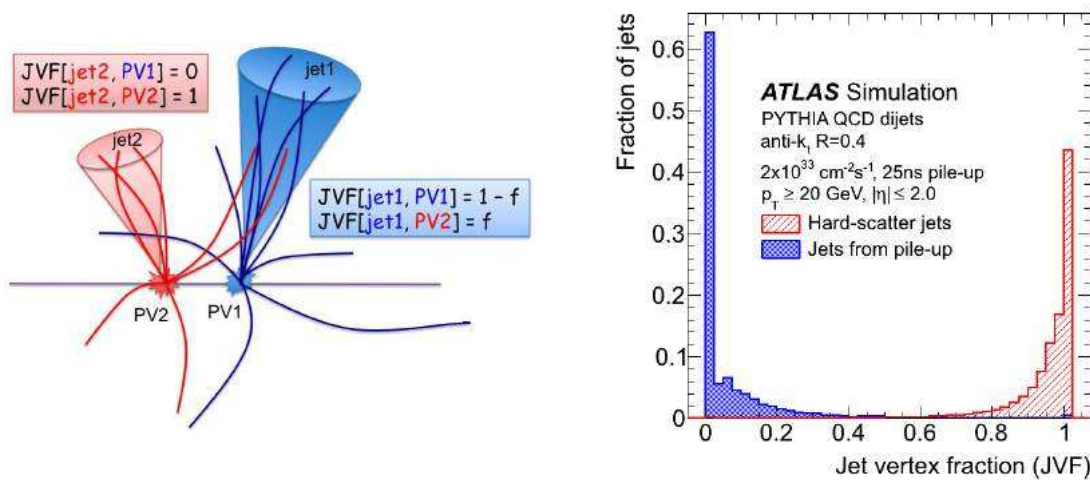 JVF[jet2, PV1] = 0
JVF[jet2, PV2] = 1
jet2
jet1
JVF[jet1, PV1] = 1 - f
JVF[jet1, PV2] = f
PV2
PV1
Fraction of jets
0.6
0.5
0.4
0.3
0.2
0.1
0
ATLAS Simulation
PYTHIA QCD dijets
anti-kₜ R=0.4
2x10³³ cm⁻²s⁻¹, 25ns pile-up
p_T ≥ 20 GeV, |η| ≤ 2.0
Hard-scatter jets
Jets from pile-up
0 0.2 0.4 0.6 0.8 1
Jet vertex fraction (JVF)